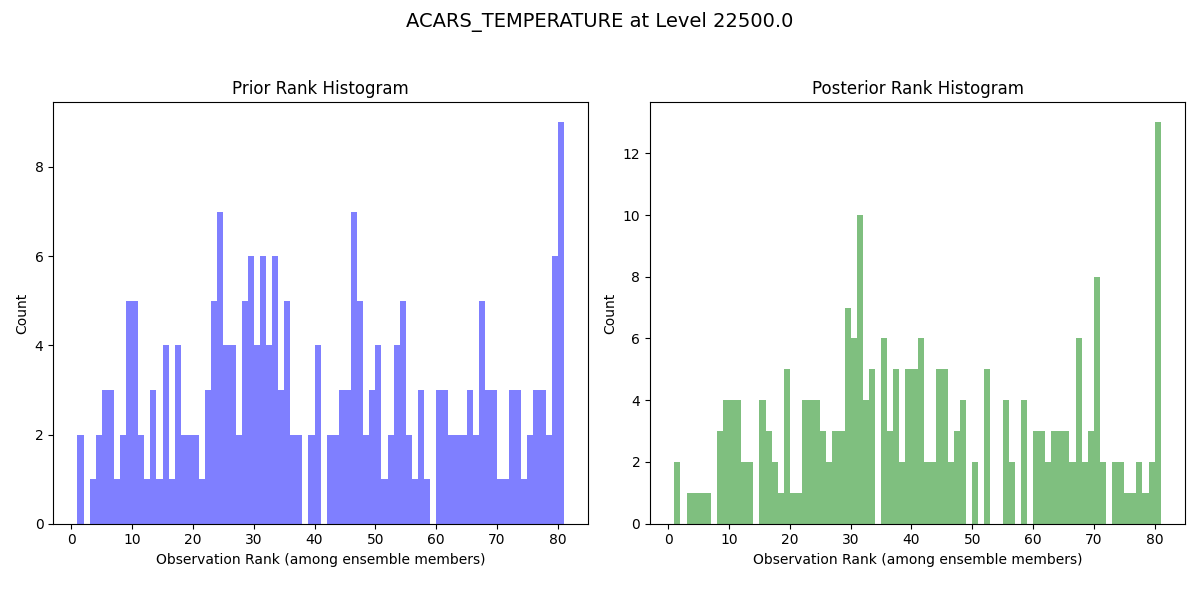 ACARS_TEMPERATURE at Level 22500.0
Prior Rank Histogram
Count
0
2
4
6
8
0 10 20 30 40 50 60 70 80
Observation Rank (among ensemble members)
Posterior Rank Histogram
Count
0
2
4
6
8
10
12
0 10 20 30 40 50 60 70 80
Observation Rank (among ensemble members)